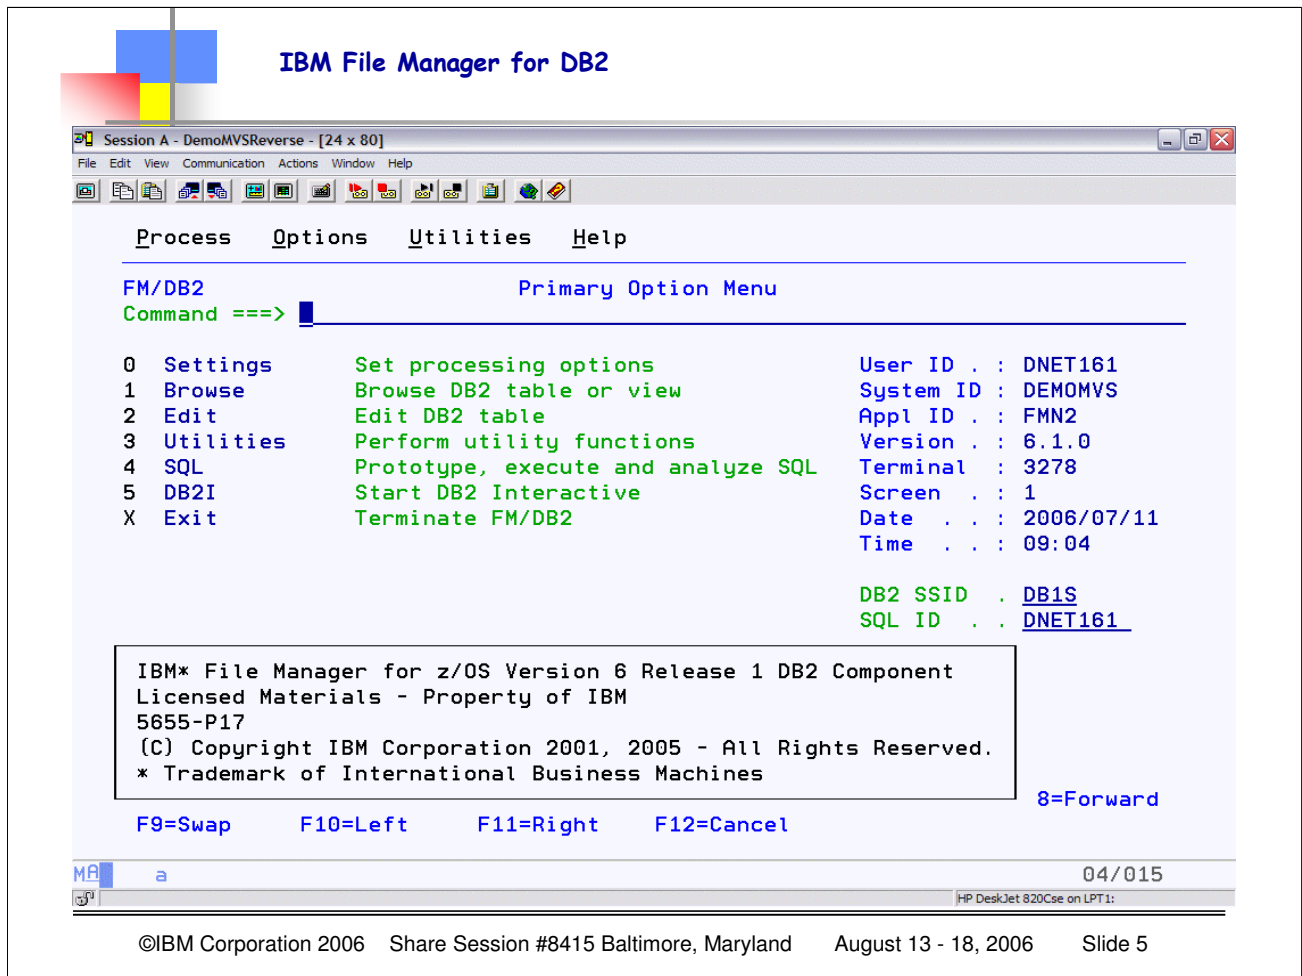 IBM File Manager for DB2
Session A - DemoMVSReverse - [24 x 80]
File Edit View Communication Actions Window Help
Process Options Utilities Help
FM/DB2 Primary Option Menu
Command ===>
0 Settings Set processing options User ID . : DNET161
1 Browse Browse DB2 table or view System ID : DEMOMVS
2 Edit Edit DB2 table Appl ID . : FMN2
3 Utilities Perform utility functions Version . : 6.1.0
4 SQL Prototype, execute and analyze SQL Terminal : 3278
5 DB2I Start DB2 Interactive Screen . : 1
X Exit Terminate FM/DB2 Date . . : 2006/07/11
Time . . : 09:04
DB2 SSID . DB1S
SQL ID . . DNET161
IBM* File Manager for z/OS Version 6 Release 1 DB2 Component
Licensed Materials - Property of IBM
5655-P17
(C) Copyright IBM Corporation 2001, 2005 - All Rights Reserved.
* Trademark of International Business Machines
8=Forward
F9=Swap F10=Left F11=Right F12=Cancel
MA a 04/015
HP DeskJet 820Cse on LPT1:
©IBM Corporation 2006 Share Session #8415 Baltimore, Maryland August 13 - 18, 2006 Slide 5